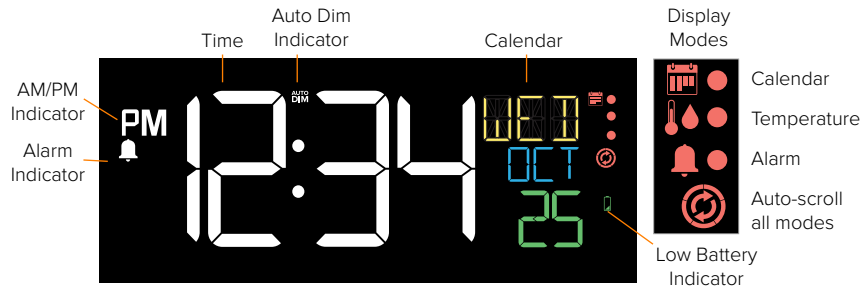 Time
Auto Dim
Indicator
Calendar
Display
Modes
AM/PM
Indicator
Alarm
Indicator
PM
12:34
AUTO
DIM
WED
OCT
25
Calendar
Temperature
Alarm
Auto-scroll
all modes
Low Battery
Indicator